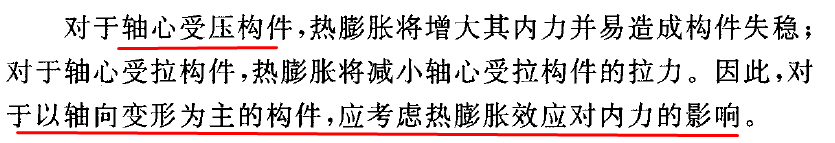 对于轴心受压构件,热膨胀将增大其内力并易造成构件失稳;
对于轴心受拉构件,热膨胀将减小轴心受拉构件的拉力。因此,对
于以轴向变形为主的构件,应考虑热膨胀效应对内力的影响。